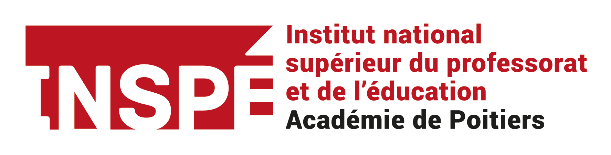 INSPÉ
Institut national
supérieur du professorat
et de l'éducation
Académie de Poitiers